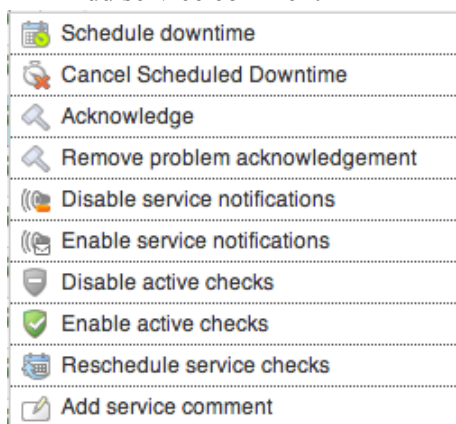 Schedule downtime
Cancel Scheduled Downtime
Acknowledge
Remove problem acknowledgement
Disable service notifications
Enable service notifications
Disable active checks
Enable active checks
Reschedule service checks
Add service comment